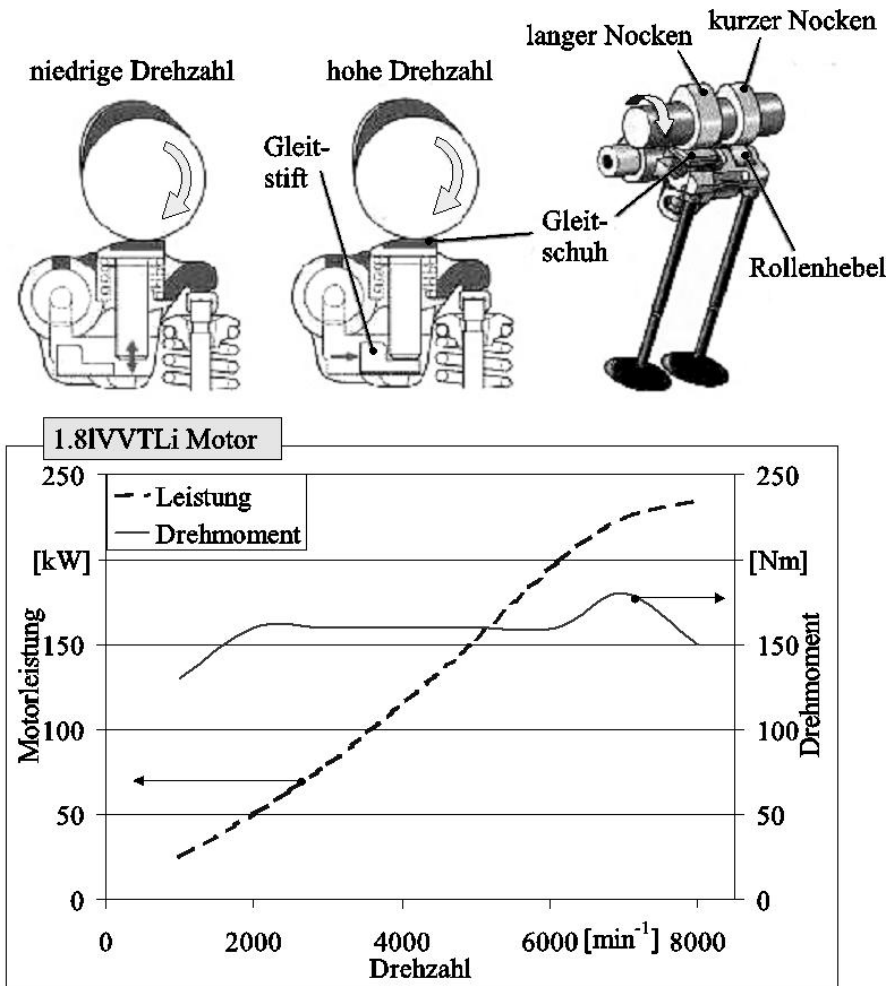 niedrige Drehzahl
hohe Drehzahl
langer Nocken
kurzer Nocken
Gleit-
stift
Gleit-
schuh
Rollenhebel
1.8lVVTLi Motor
Leistung
Drehmoment
250
[kW]
150
100
50
0
Motorleistung
250
[Nm]
150
100
50
0
Drehmoment
0
2000
4000
6000
[min⁻¹]
8000
Drehzahl